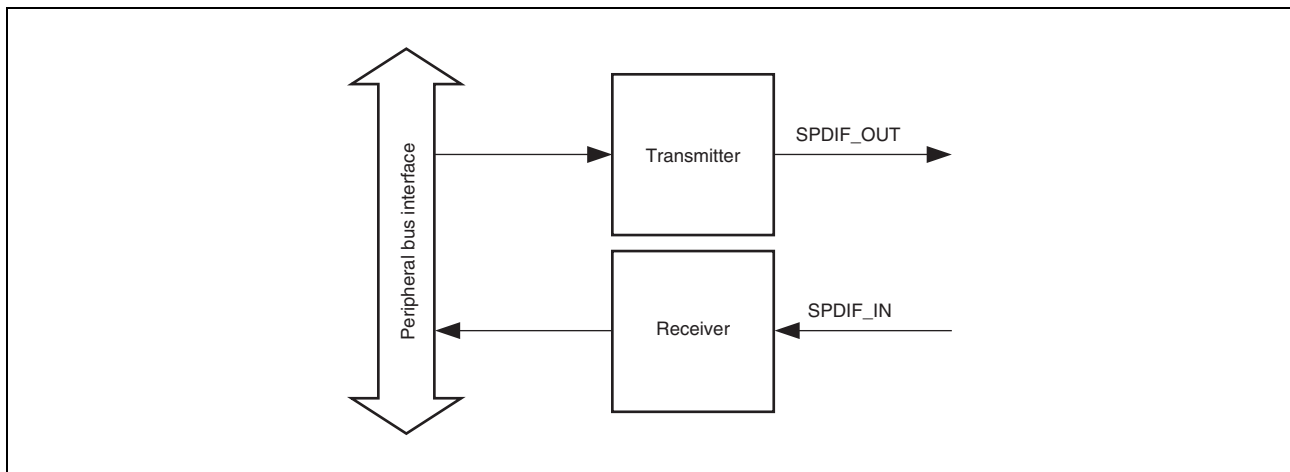 SPDIF_OUT
Transmitter
Peripheral bus interface
SPDIF_IN
Receiver